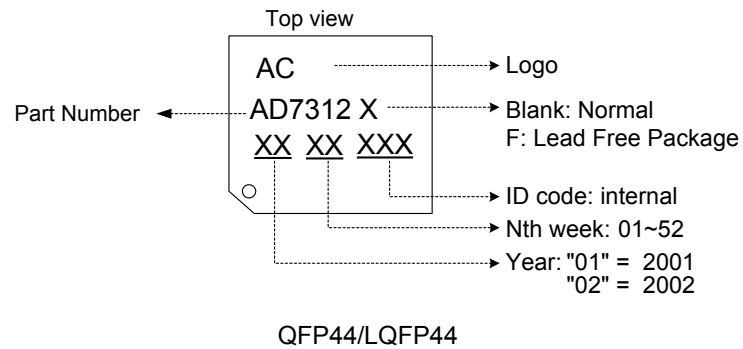 Top view
AC
Logo
Part Number
AD7312 X
Blank: Normal
F: Lead Free Package
XX XX XXX
ID code: internal
Nth week: 01~52
Year: "01" = 2001
"02" = 2002
QFP44/LQFP44